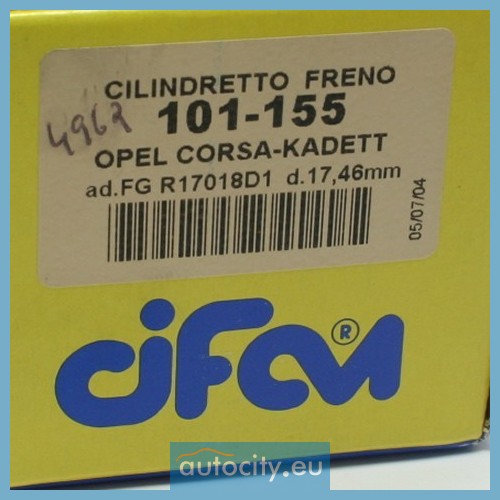 CILINDRETTO FRENO
4962
101-155
OPEL CORSA-KADETT
ad.FG R17018D1 d.17,46mm
05/07/04
CIFAM ®
autocity.eu